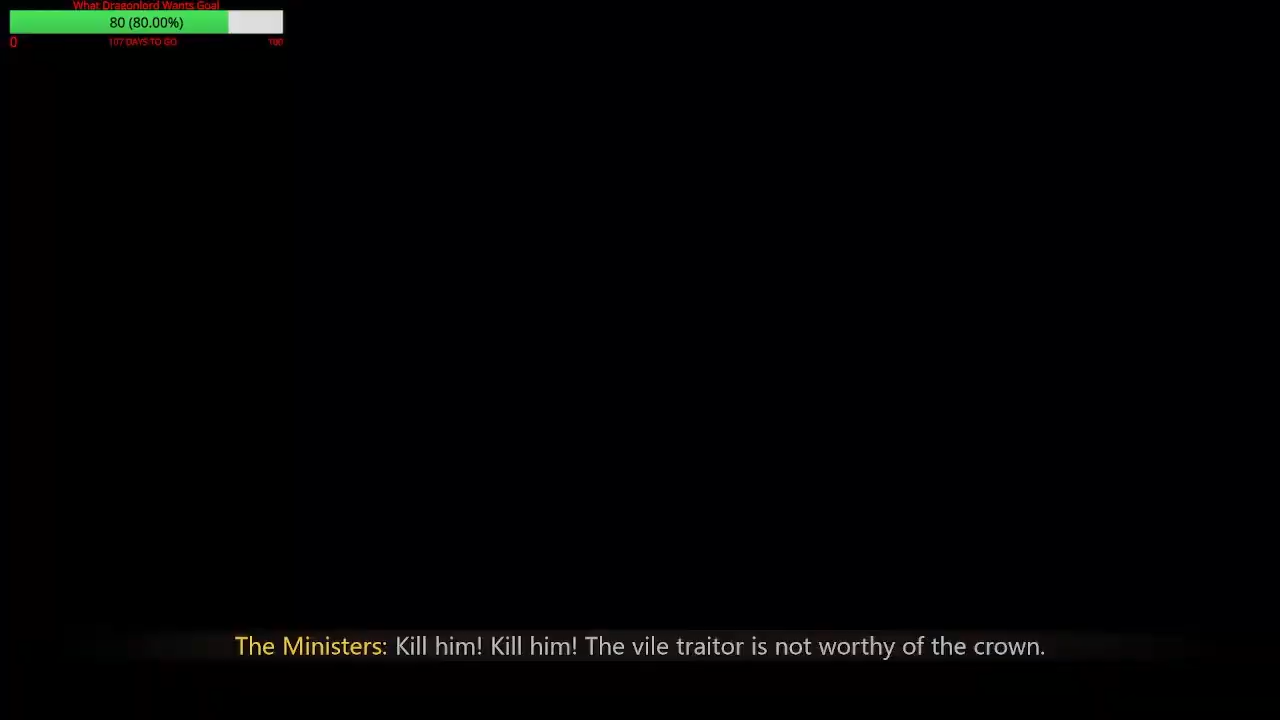 What Dragonlord Wants Goal
80 (80.00%)
0 107 DAYS TO GO 100
The Ministers: Kill him! Kill him! The vile traitor is not worthy of the crown.